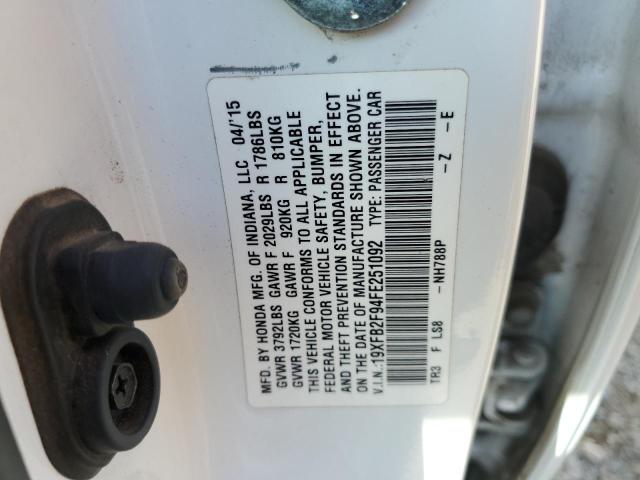 MFD. BY HONDA MFG. OF INDIANA, LLC 04/'15
GVWR 3792LBS GAWR F 2029LBS R 1786LBS
GVWR 1720KG GAWR F 920KG R 810KG
THIS VEHICLE CONFORMS TO ALL APPLICABLE
FEDERAL MOTOR VEHICLE SAFETY, BUMPER,
AND THEFT PREVENTION STANDARDS IN EFFECT
ON THE DATE OF MANUFACTURE SHOWN ABOVE.
V.I.N.:19XFB2F94FE251092 TYPE: PASSENGER CAR
TR3 F LS8 -NH788P -Z -E